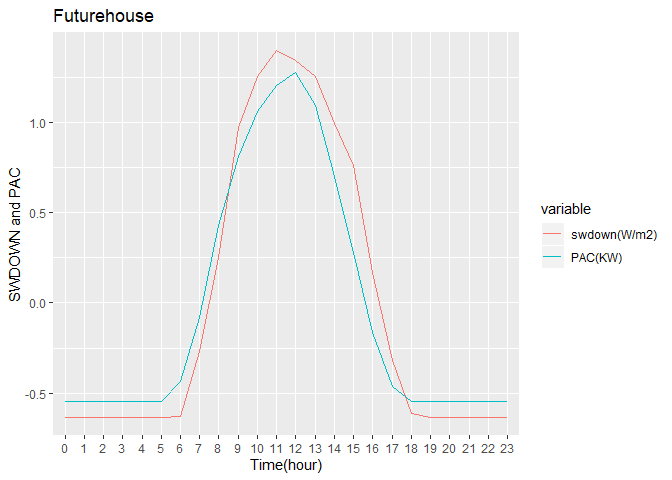 Futurehouse
SWDOWN and PAC
1.0
0.5
0.0
-0.5
0 1 2 3 4 5 6 7 8 9 10 11 12 13 14 15 16 17 18 19 20 21 22 23
Time(hour)
variable
swdown(W/m2)
PAC(KW)